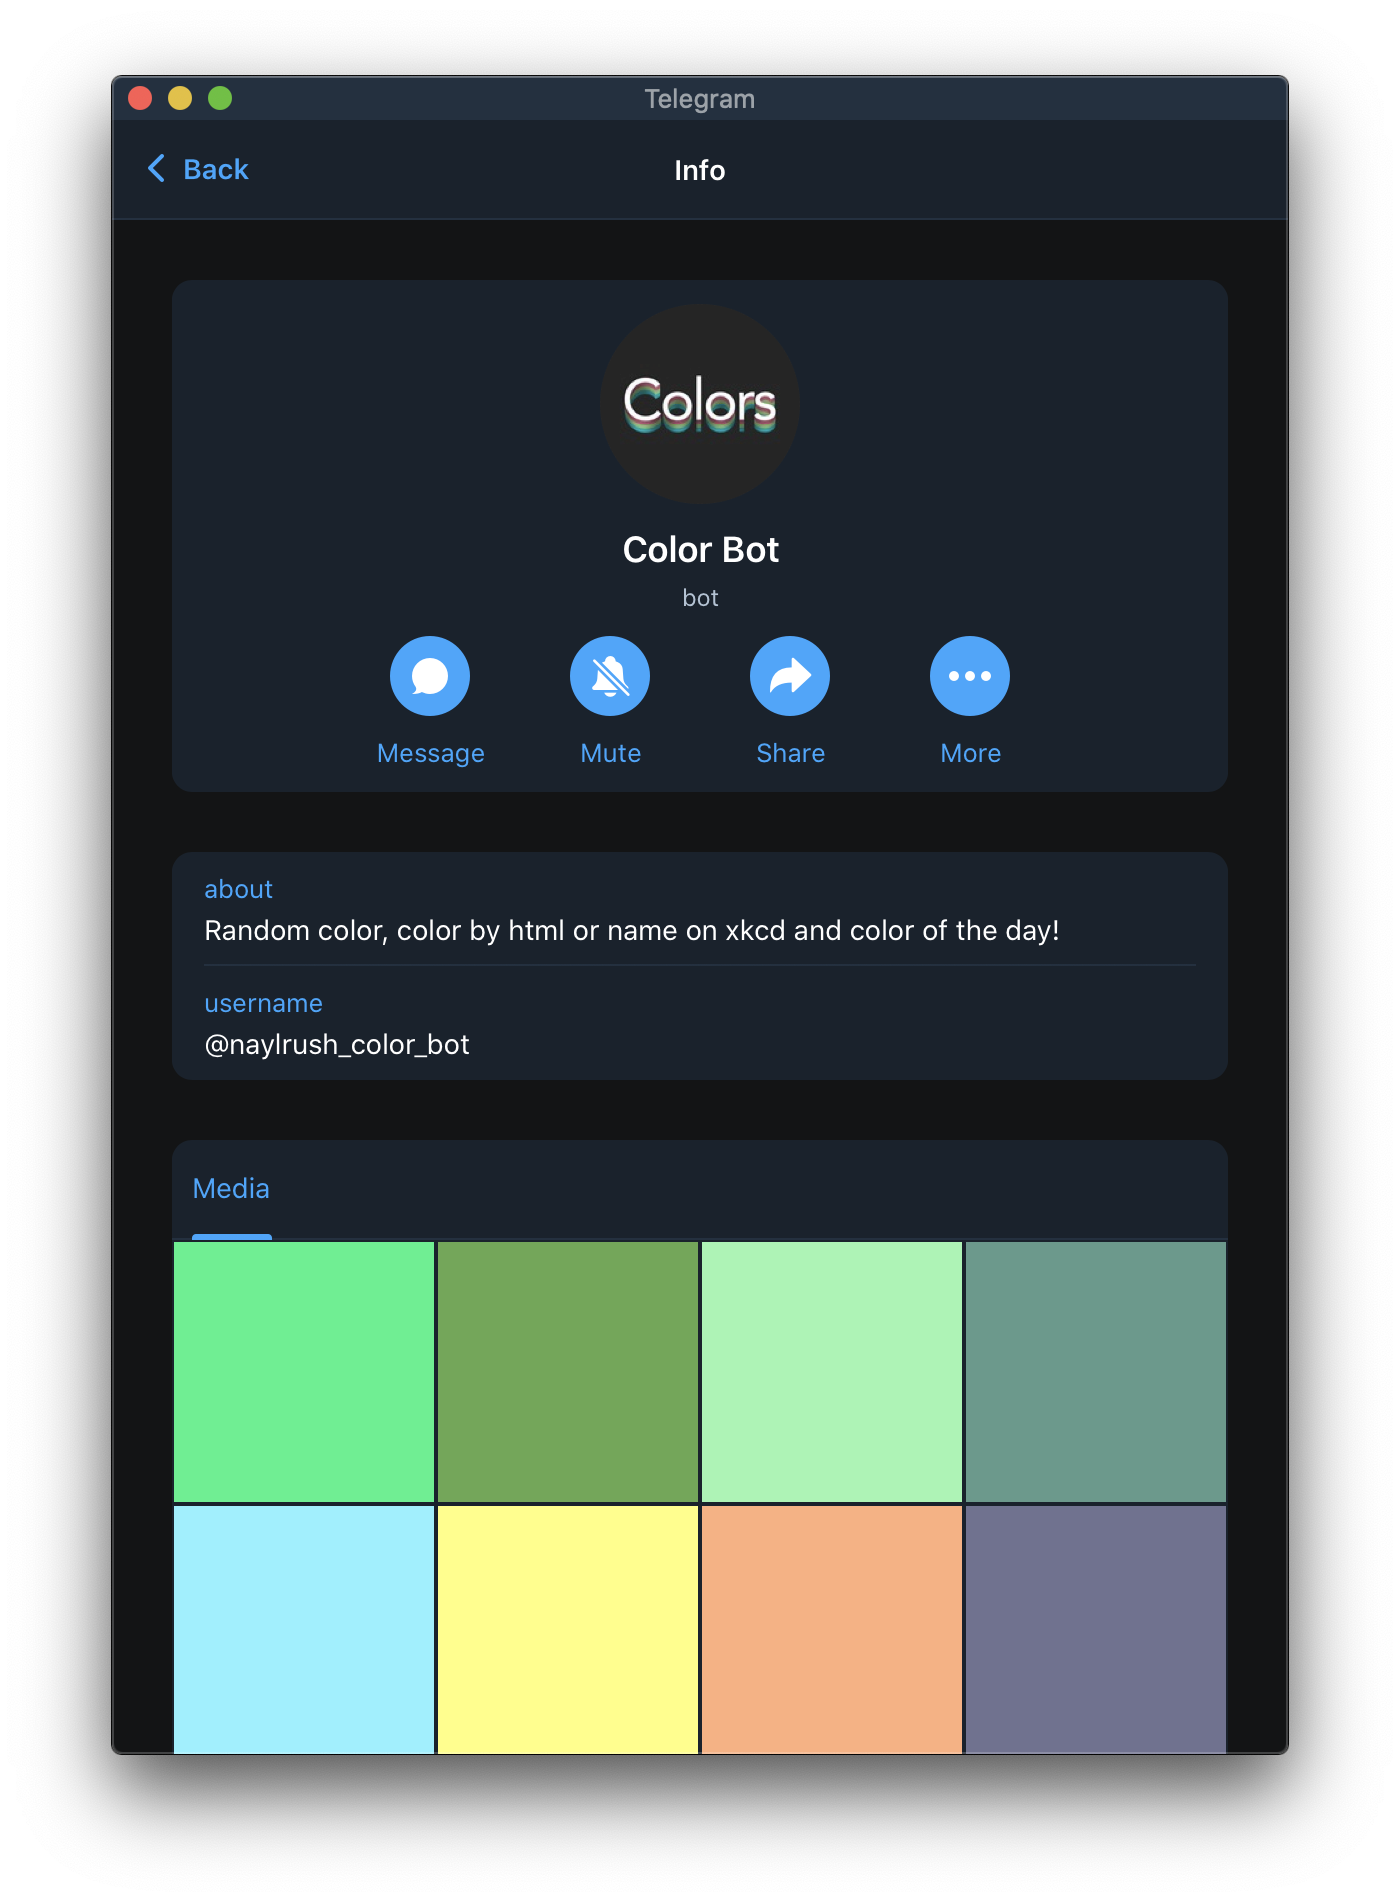 Telegram
Back
Info
Colors
Color Bot
bot
Message
Mute
Share
More
about
Random color, color by html or name on xkcd and color of the day!
username
@naylrush_color_bot
Media